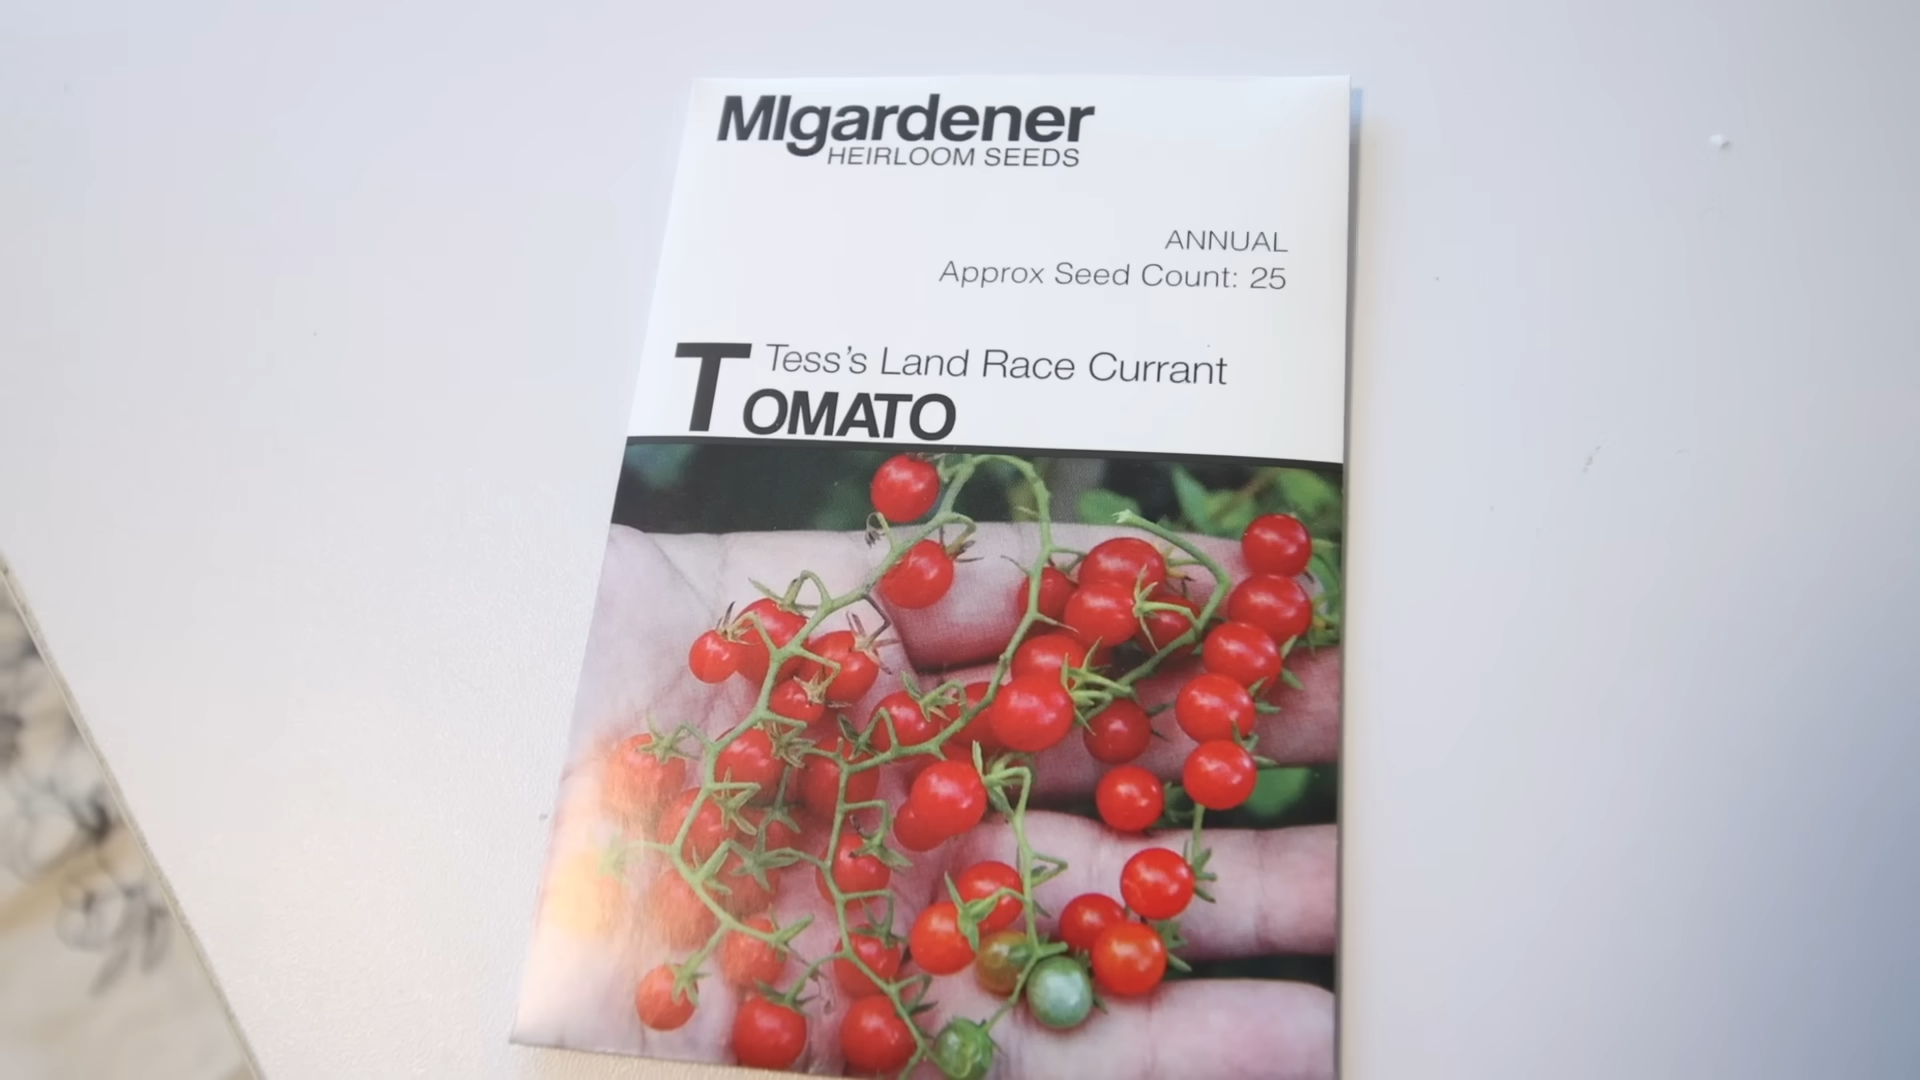 MIgardener
HEIRLOOM SEEDS
ANNUAL
Approx Seed Count: 25
Tess's Land Race Currant
TOMATO